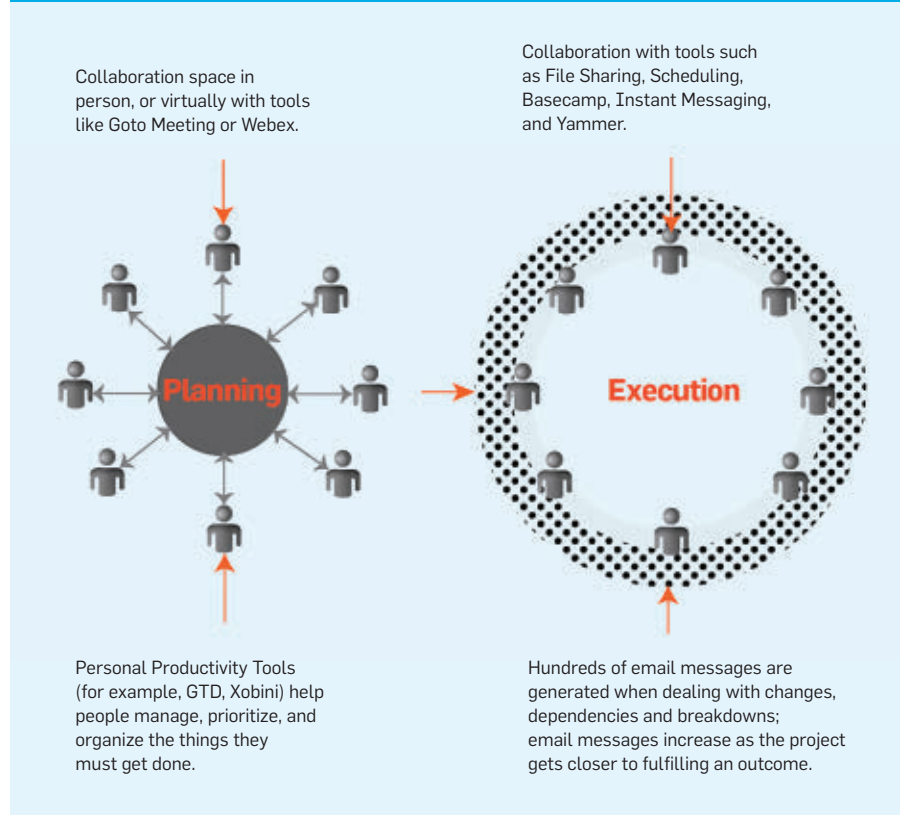 Collaboration space in
person, or virtually with tools
like Goto Meeting or Webex.
Collaboration with tools such
as File Sharing, Scheduling,
Basecamp, Instant Messaging,
and Yammer.
Planning
Execution
Personal Productivity Tools
(for example, GTD, Xobini) help
people manage, prioritize, and
organize the things they
must get done.
Hundreds of email messages are
generated when dealing with changes,
dependencies and breakdowns;
email messages increase as the project
gets closer to fulfilling an outcome.